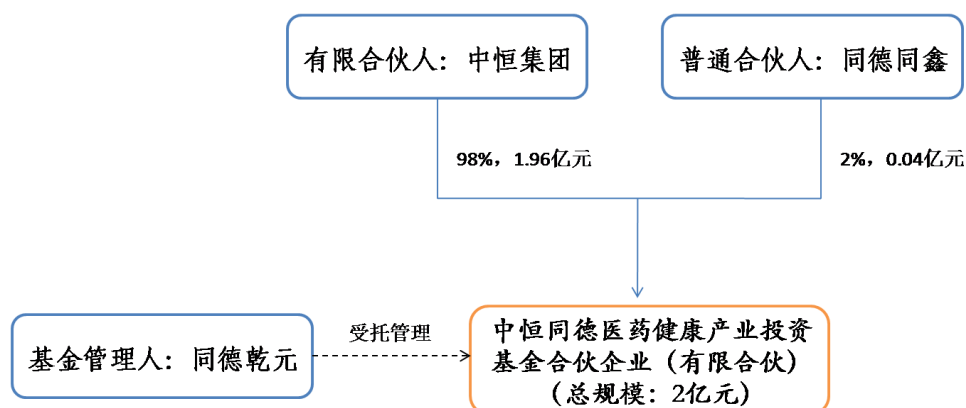 有限合伙人：中恒集团
普通合伙人：同德同鑫
98%，1.96亿元
2%，0.04亿元
基金管理人：同德乾元
受托管理
中恒同德医药健康产业投资
基金合伙企业（有限合伙）
（总规模：2亿元）